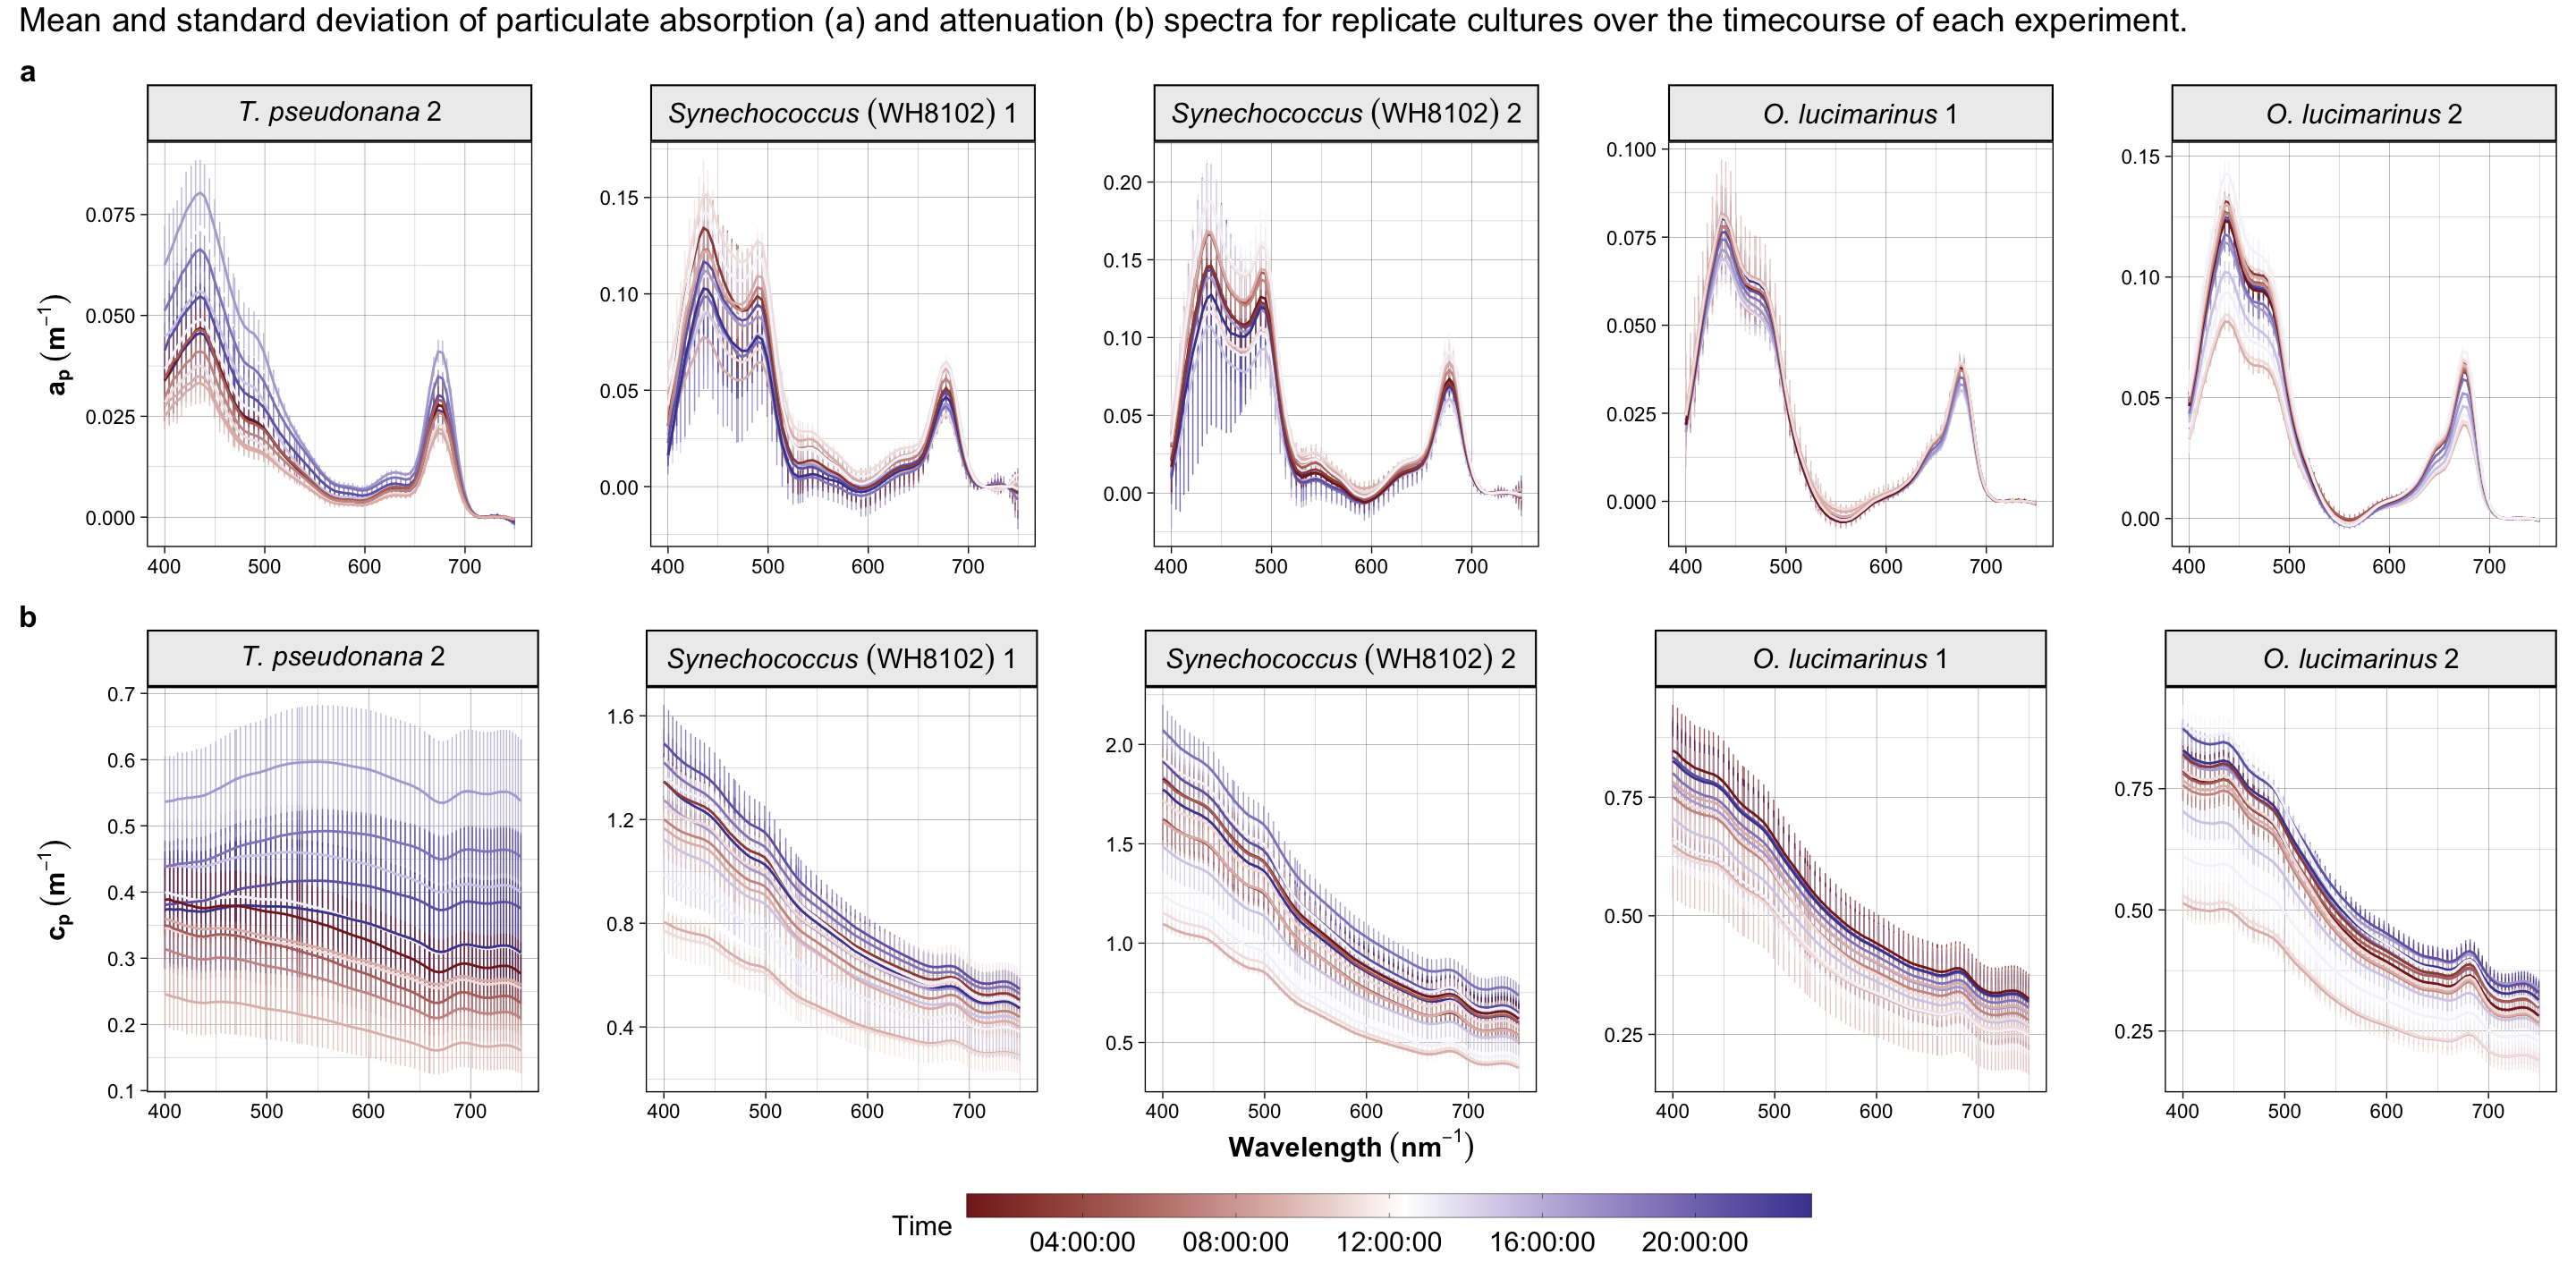 Mean and standard deviation of particulate absorption (a) and attenuation (b) spectra for replicate cultures over the timecourse of each experiment.
a
T. pseudonana 2
Synechococcus (WH8102) 1
Synechococcus (WH8102) 2
O. lucimarinus 1
O. lucimarinus 2
aₚ (m⁻¹)
0.075
0.050
0.025
0.000
400 500 600 700
0.15
0.10
0.05
0.00
400 500 600 700
0.20
0.15
0.10
0.05
0.00
400 500 600 700
0.100
0.075
0.050
0.025
0.000
400 500 600 700
0.15
0.10
0.05
0.00
400 500 600 700
b
T. pseudonana 2
Synechococcus (WH8102) 1
Synechococcus (WH8102) 2
O. lucimarinus 1
O. lucimarinus 2
cₚ (m⁻¹)
0.7
0.6
0.5
0.4
0.3
0.2
0.1
400 500 600 700
1.6
1.2
0.8
0.4
400 500 600 700
2.0
1.5
1.0
0.5
400 500 600 700
0.75
0.50
0.25
400 500 600 700
0.75
0.50
0.25
400 500 600 700
Wavelength (nm⁻¹)
Time
04:00:00 08:00:00 12:00:00 16:00:00 20:00:00